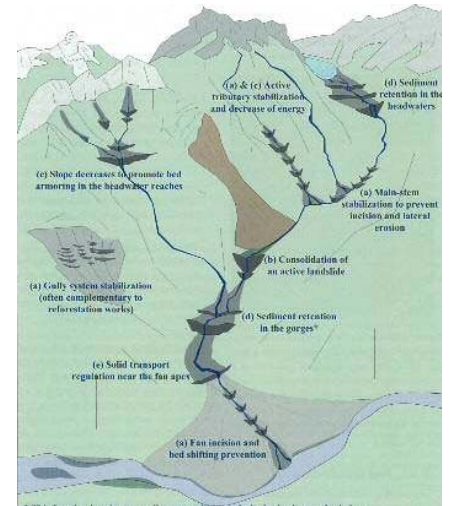 (a) & (c) Active
tributary stabilization
and decrease of energy
(d) Sediment
retention in the
headwaters
(c) Slope decreases to promote bed
armoring in the headwater reaches
(a) Main-stem
stabilization to prevent
incision and lateral
erosion
(b) Consolidation of
an active landslide
(a) Gully system stabilization
(often complementary to
reforestation works)
(d) Sediment retention
in the gorges*
(e) Solid transport
regulation near the fan apex
(a) Fan incision and
bed shifting prevention